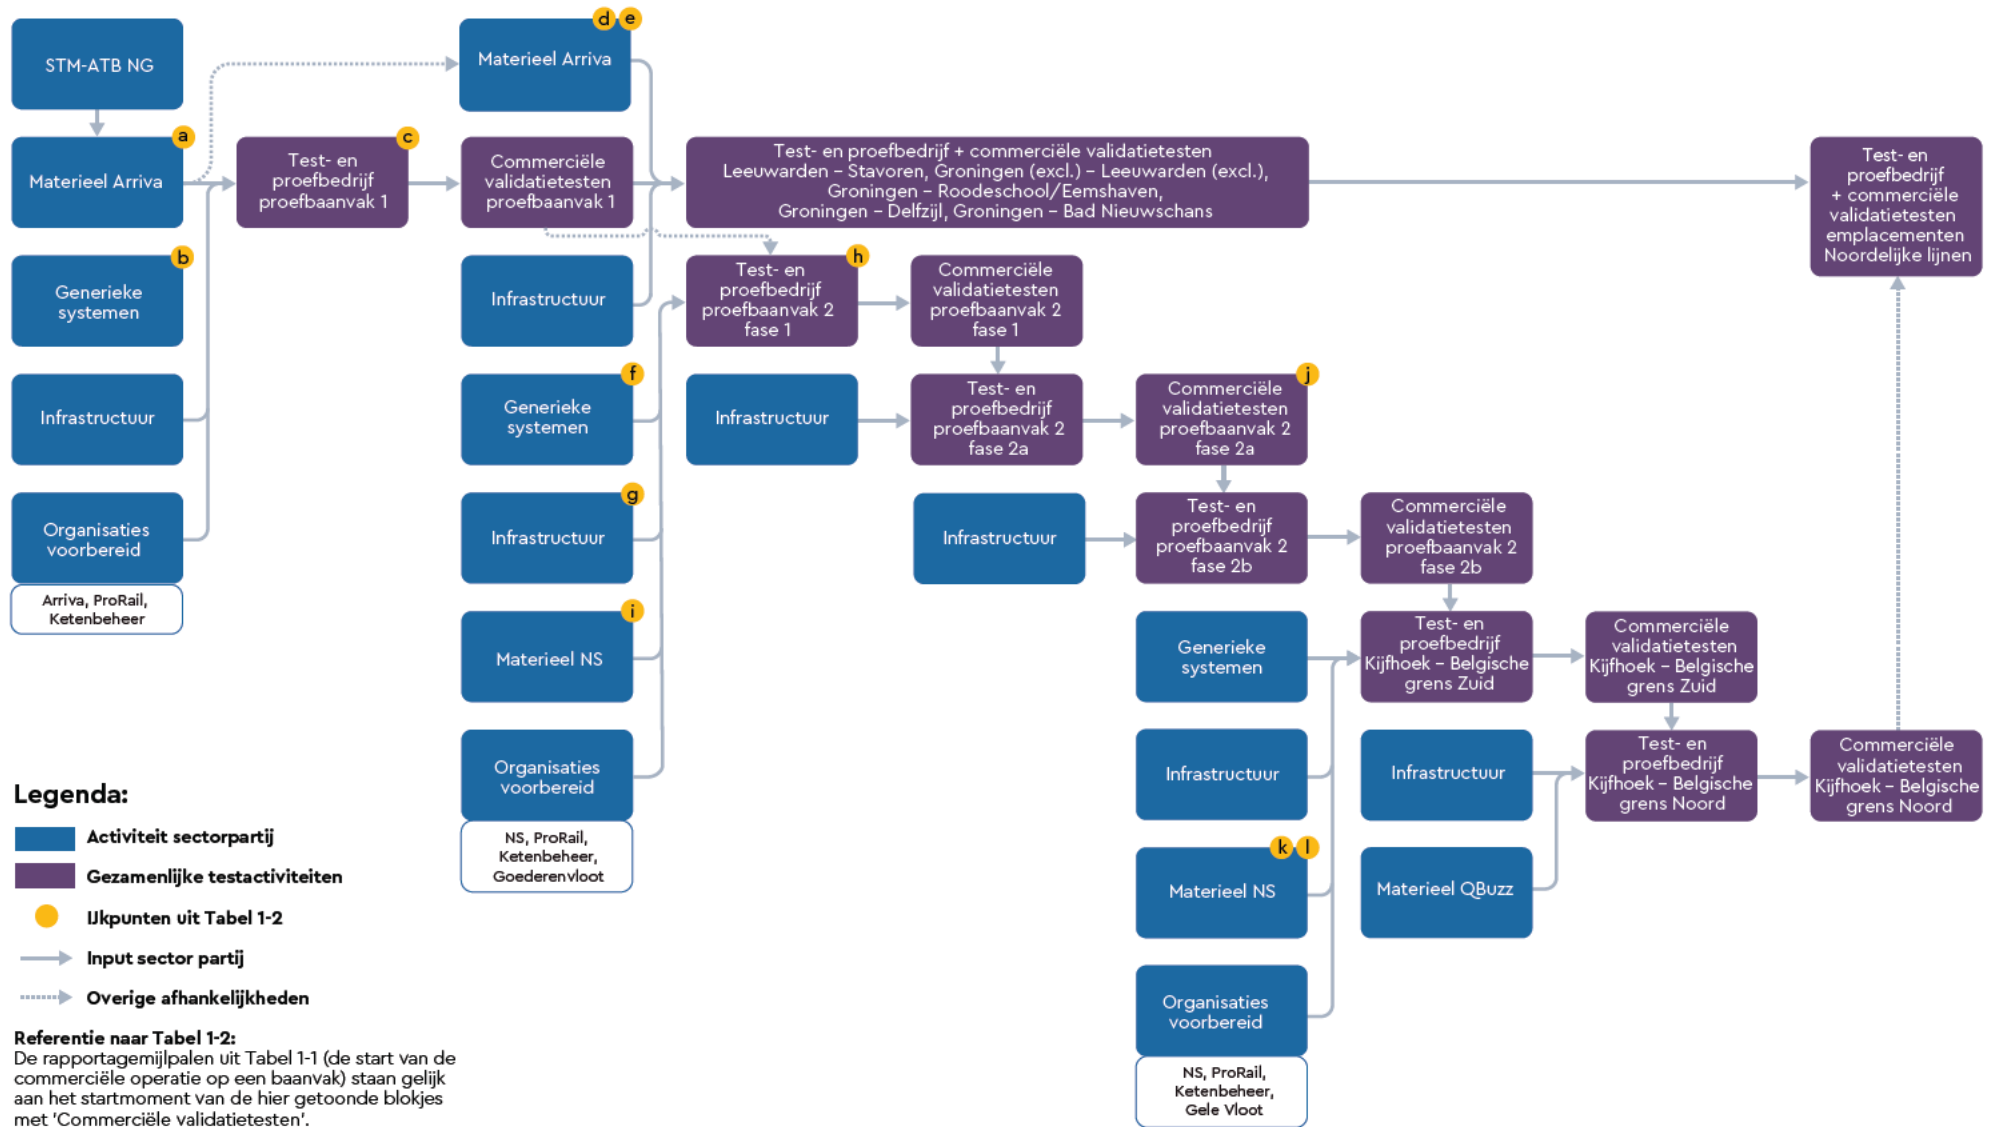 STM-ATB NG
d
e
Materieel Arriva
a
Materieel Arriva
c
Test- en
proefbedrijf
proefbaanvak 1
Commerciële
validatietesten
proefbaanvak 1
Test- en proefbedrijf + commerciële validatietesten
Leeuwarden – Stavoren, Groningen (excl.) – Leeuwarden (excl.),
Groningen – Roodeschool/Eemshaven,
Groningen – Delfzijl, Groningen – Bad Nieuwschans
Test- en
proefbedrijf
+ commerciële
validatietesten
emplacementen
Noordelijke lijnen
b
Generieke
systemen
Infrastructuur
h
Test- en
proefbedrijf
proefbaanvak 2
fase 1
Commerciële
validatietesten
proefbaanvak 2
fase 1
Infrastructuur
f
Generieke
systemen
Infrastructuur
Test- en
proefbedrijf
proefbaanvak 2
fase 2a
j
Commerciële
validatietesten
proefbaanvak 2
fase 2a
Organisaties
voorbereid
Arriva, ProRail,
Ketenbeheer
g
Infrastructuur
Infrastructuur
Test- en
proefbedrijf
proefbaanvak 2
fase 2b
Commerciële
validatietesten
proefbaanvak 2
fase 2b
i
Materieel NS
Generieke
systemen
Test- en
proefbedrijf
Kijfhoek – Belgische
grens Zuid
Commerciële
validatietesten
Kijfhoek – Belgische
grens Zuid
Organisaties
voorbereid
NS, ProRail,
Ketenbeheer,
Goederenvloot
Infrastructuur
Infrastructuur
Test- en
proefbedrijf
Kijfhoek – Belgische
grens Noord
Commerciële
validatietesten
Kijfhoek – Belgische
grens Noord
k
l
Materieel NS
Materieel QBuzz
Organisaties
voorbereid
NS, ProRail,
Ketenbeheer,
Gele Vloot
Legenda:
Activiteit sectorpartij
Gezamenlijke testactiviteiten
IJkpunten uit Tabel 1-2
Input sector partij
Overige afhankelijkheden
Referentie naar Tabel 1-2:
De rapportagemijlpalen uit Tabel 1-1 (de start van de
commerciële operatie op een baanvak) staan gelijk
aan het startmoment van de hier getoonde blokjes
met 'Commerciële validatietesten'.